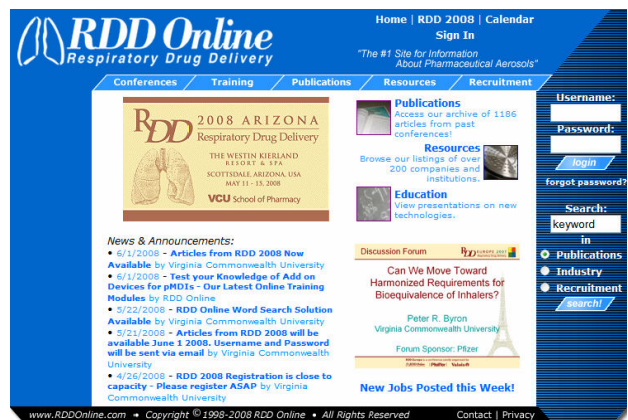 RDD Online
Respiratory Drug Delivery
Home | RDD 2008 | Calendar
Sign In
"The #1 Site for Information
About Pharmaceutical Aerosols"
Conferences
Training
Publications
Resources
Recruitment
RDD
2008 ARIZONA
Respiratory Drug Delivery
THE WESTIN KIERLAND
RESORT & SPA
SCOTTSDALE, ARIZONA, USA
MAY 11 - 15, 2008
VCU School of Pharmacy
Publications
Access our archive of 1186
articles from past
conferences!
Resources
Browse our listings of over
200 companies and
institutions.
Education
View presentations on new
technologies.
Username:
Password:
login
forgot password?
Search:
keyword
in
Publications
Industry
Recruitment
search!
News & Announcements:
• 6/1/2008 - Articles from RDD 2008 Now
Available by Virginia Commonwealth University
• 6/1/2008 - Test your Knowledge of Add on
Devices for pMDIs - Our Latest Online Training
Modules by RDD Online
• 5/22/2008 - RDD Online Word Search Solution
Available by Virginia Commonwealth University
• 5/21/2008 - Articles from RDD 2008 will be
available June 1 2008. Username and Password
will be sent via email by Virginia Commonwealth
University
• 4/26/2008 - RDD 2008 Registration is close to
capacity - Please register ASAP by Virginia
Commonwealth University
Discussion Forum
RDD EUROPE 2007
Can We Move Toward
Harmonized Requirements for
Bioequivalence of Inhalers?
Peter R. Byron
Virginia Commonwealth University
Forum Sponsor: Pfizer
New Jobs Posted this Week!
www.RDDOnline.com • Copyright © 1998-2008 RDD Online • All Rights Reserved
Contact | Privacy